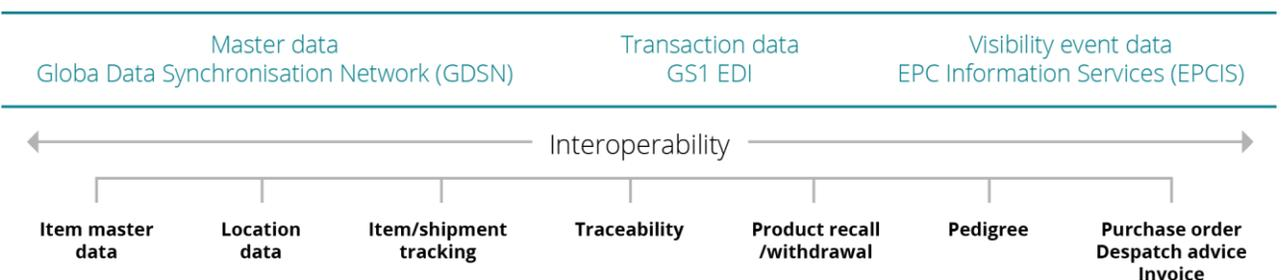 Master data
Globa Data Synchronisation Network (GDSN)
Transaction data
GS1 EDI
Visibility event data
EPC Information Services (EPCIS)
Interoperability
Item master
data
Location
data
Item/shipment
tracking
Traceability
Product recall
/withdrawal
Pedigree
Purchase order
Despatch advice
Invoice